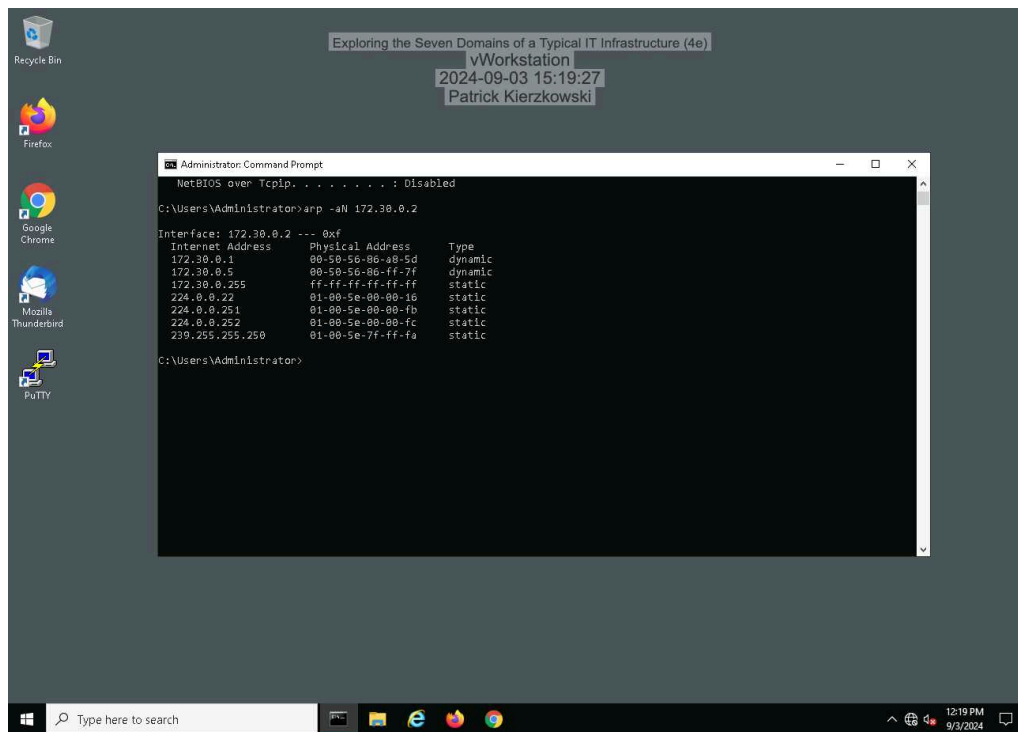 Recycle Bin
Firefox
Google
Chrome
Mozilla
Thunderbird
PuTTY
Exploring the Seven Domains of a Typical IT Infrastructure (4e)
vWorkstation
2024-09-03 15:19:27
Patrick Kierzkowski
Administrator: Command Prompt
NetBIOS over Tcpip. . . . . . . . : Disabled
C:\Users\Administrator>arp -aN 172.30.0.2
Interface: 172.30.0.2 --- 0xf
Internet Address Physical Address Type
172.30.0.1 00-50-56-86-a8-5d dynamic
172.30.0.5 00-50-56-86-ff-7f dynamic
172.30.0.255 ff-ff-ff-ff-ff-ff static
224.0.0.22 01-00-5e-00-00-16 static
224.0.0.251 01-00-5e-00-00-fb static
224.0.0.252 01-00-5e-00-00-fc static
239.255.255.250 01-00-5e-7f-ff-fa static
C:\Users\Administrator>
Type here to search
12:19 PM
9/3/2024